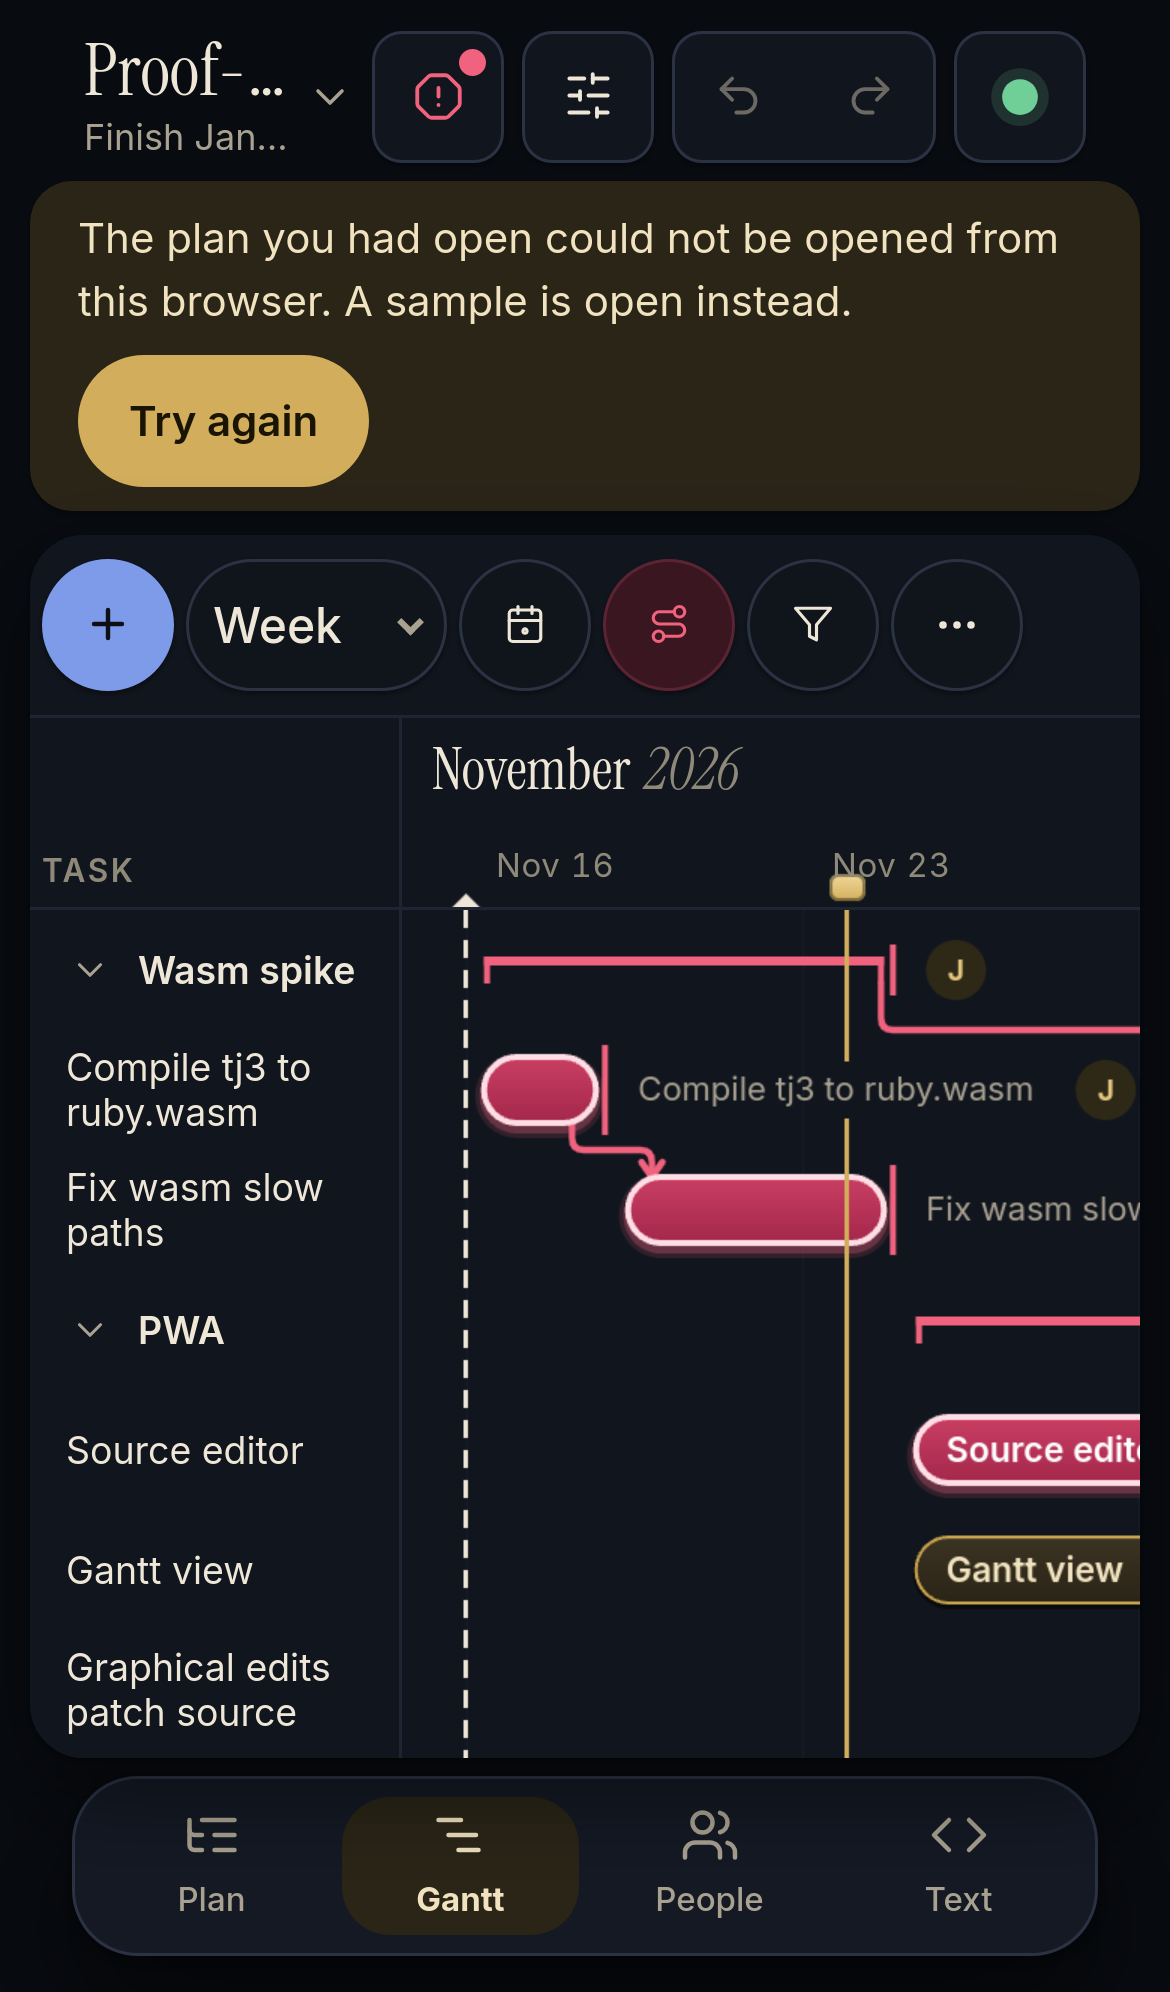 Proof-...
Finish Jan...
The plan you had open could not be opened from
this browser. A sample is open instead.
Try again
Week
November 2026
TASK
Nov 16
Nov 23
Wasm spike
J
Compile tj3 to
ruby.wasm
Compile tj3 to ruby.wasm
J
Fix wasm slow
paths
Fix wasm slow
PWA
Source editor
Source edito
Gantt view
Gantt view
Graphical edits
patch source
Plan
Gantt
People
Text